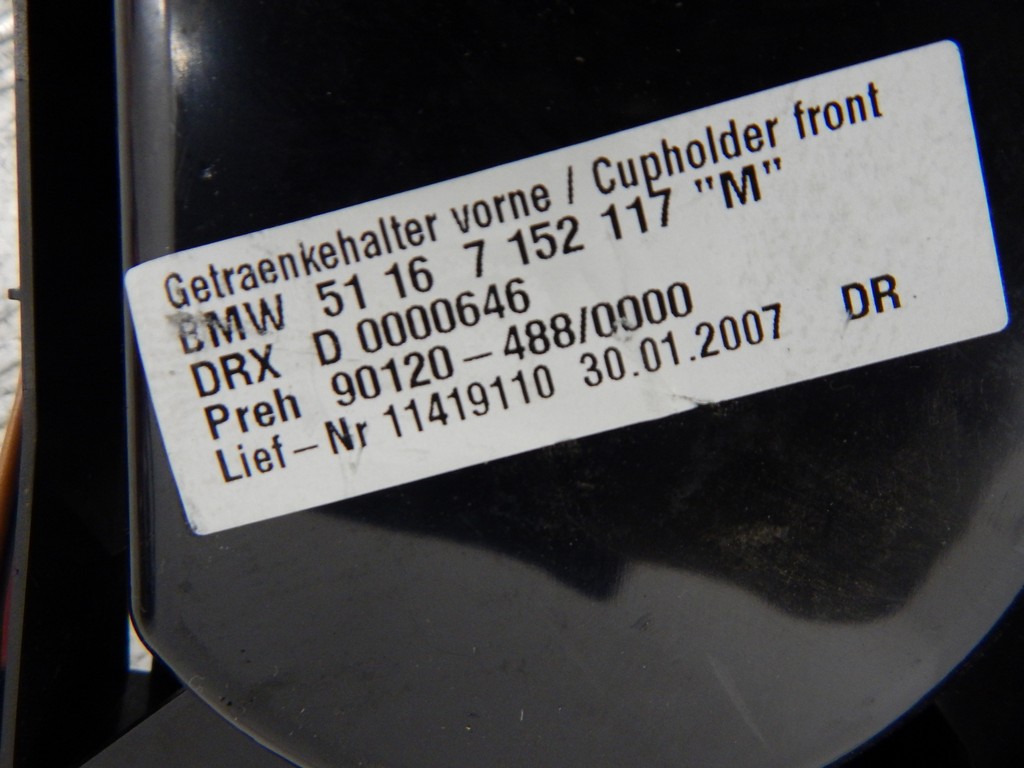 Getraenkehalter vorne / Cupholder front
BMW 51 16 7 152 117 "M"
DRX D 0000646
Preh 90120-488/0000 DR
Lief-Nr 11419110 30.01.2007